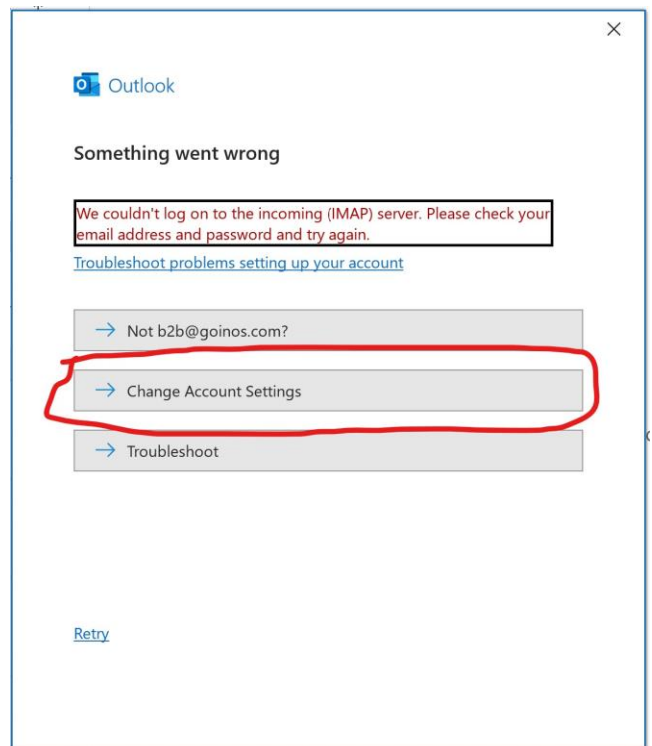 Outlook
Something went wrong
We couldn't log on to the incoming (IMAP) server. Please check your
email address and password and try again.
Troubleshoot problems setting up your account
Not b2b@goinos.com?
Change Account Settings
Troubleshoot
Retry